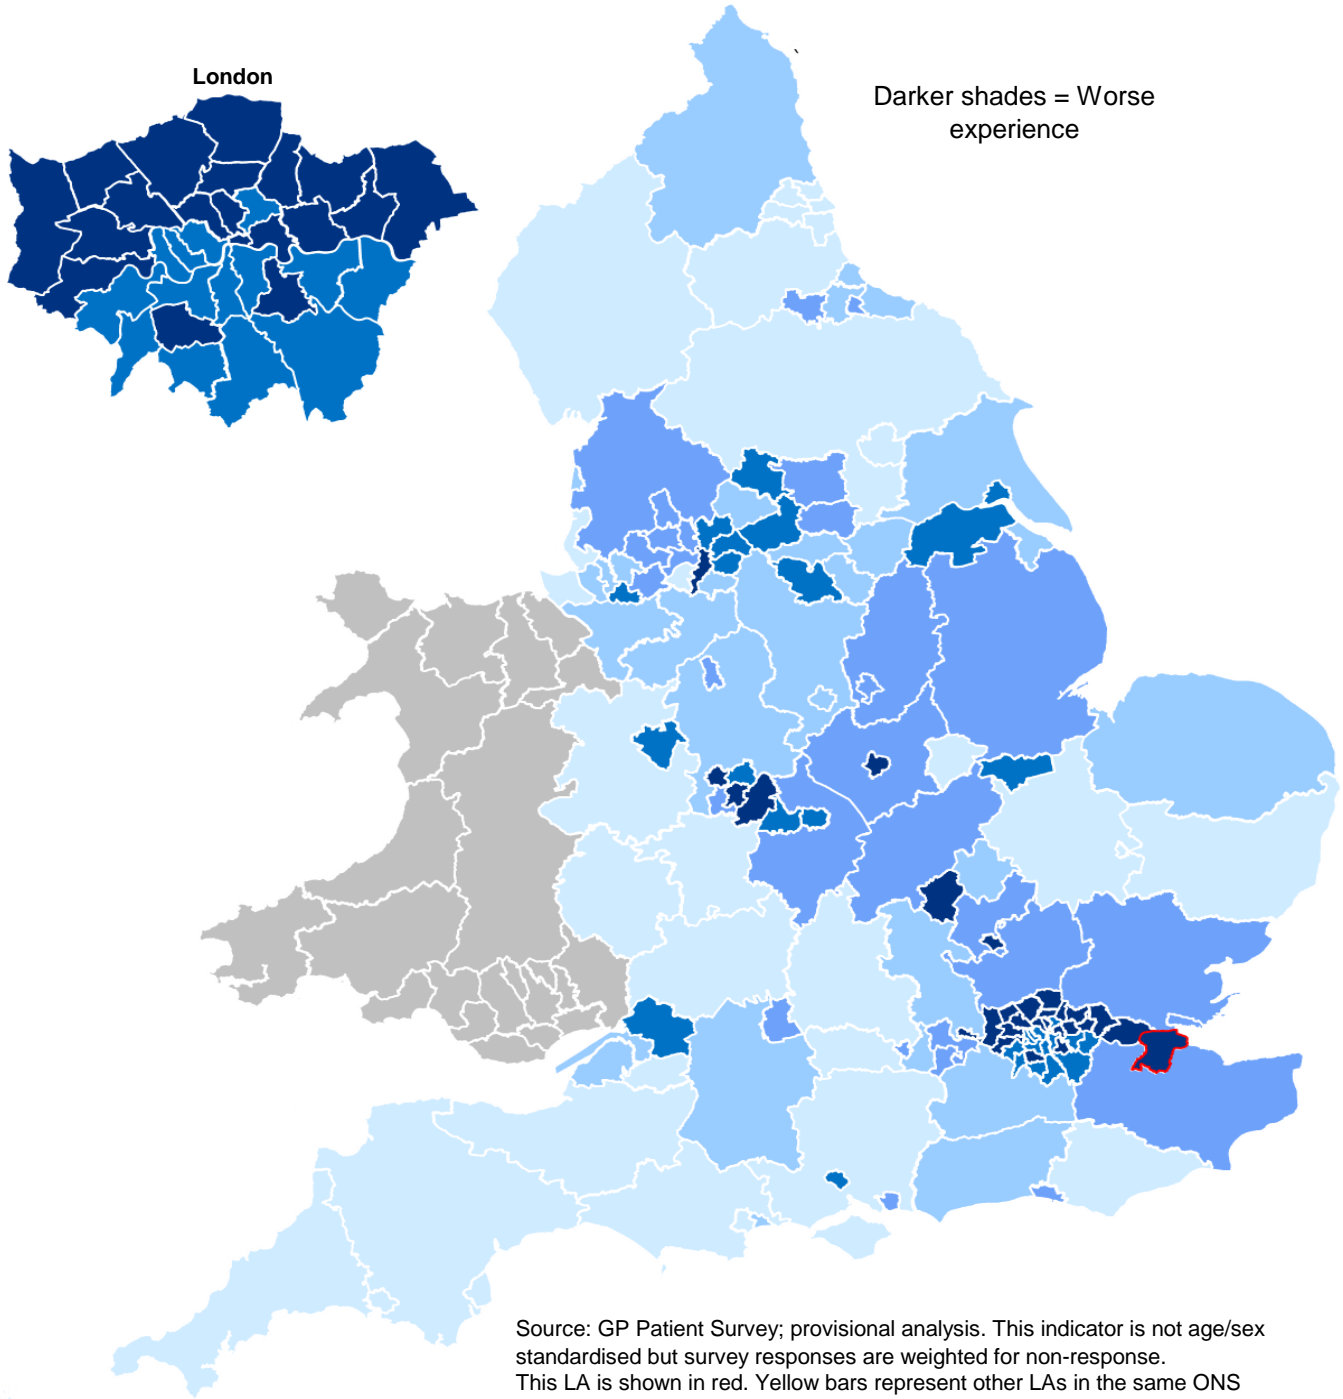 London
Darker shades = Worse
experience
Source: GP Patient Survey; provisional analysis. This indicator is not age/sex
standardised but survey responses are weighted for non-response.
This LA is shown in red. Yellow bars represent other LAs in the same ONS